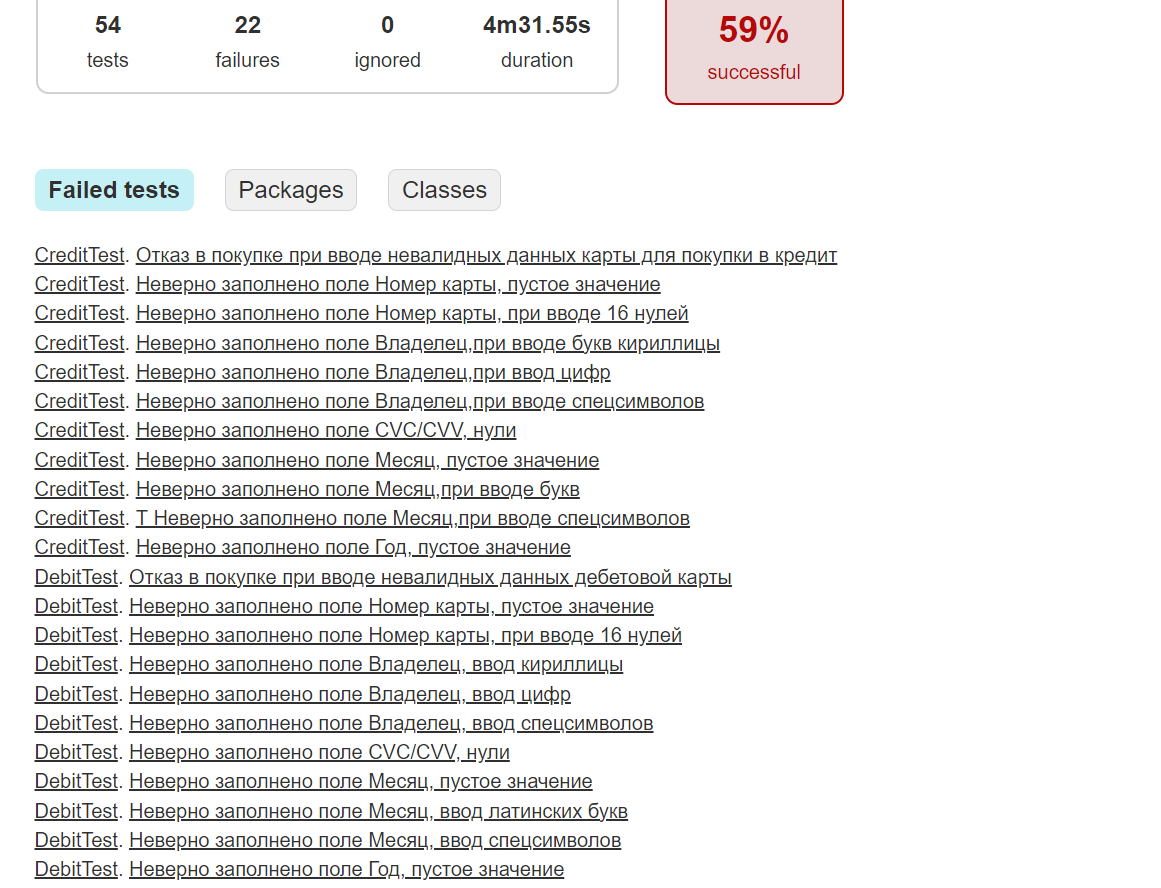 54 22 0 4m31.55s 59%
tests failures ignored duration successful
Failed tests Packages Classes
CreditTest. Отказ в покупке при вводе невалидных данных карты для покупки в кредит
CreditTest. Неверно заполнено поле Номер карты, пустое значение
CreditTest. Неверно заполнено поле Номер карты, при вводе 16 нулей
CreditTest. Неверно заполнено поле Владелец,при вводе букв кириллицы
CreditTest. Неверно заполнено поле Владелец,при ввод цифр
CreditTest. Неверно заполнено поле Владелец,при вводе спецсимволов
CreditTest. Неверно заполнено поле CVC/CVV, нули
CreditTest. Неверно заполнено поле Месяц, пустое значение
CreditTest. Неверно заполнено поле Месяц,при вводе букв
CreditTest. Т Неверно заполнено поле Месяц,при вводе спецсимволов
CreditTest. Неверно заполнено поле Год, пустое значение
DebitTest. Отказ в покупке при вводе невалидных данных дебетовой карты
DebitTest. Неверно заполнено поле Номер карты, пустое значение
DebitTest. Неверно заполнено поле Номер карты, при вводе 16 нулей
DebitTest. Неверно заполнено поле Владелец, ввод кириллицы
DebitTest. Неверно заполнено поле Владелец, ввод цифр
DebitTest. Неверно заполнено поле Владелец, ввод спецсимволов
DebitTest. Неверно заполнено поле CVC/CVV, нули
DebitTest. Неверно заполнено поле Месяц, пустое значение
DebitTest. Неверно заполнено поле Месяц, ввод латинских букв
DebitTest. Неверно заполнено поле Месяц, ввод спецсимволов
DebitTest. Неверно заполнено поле Год, пустое значение